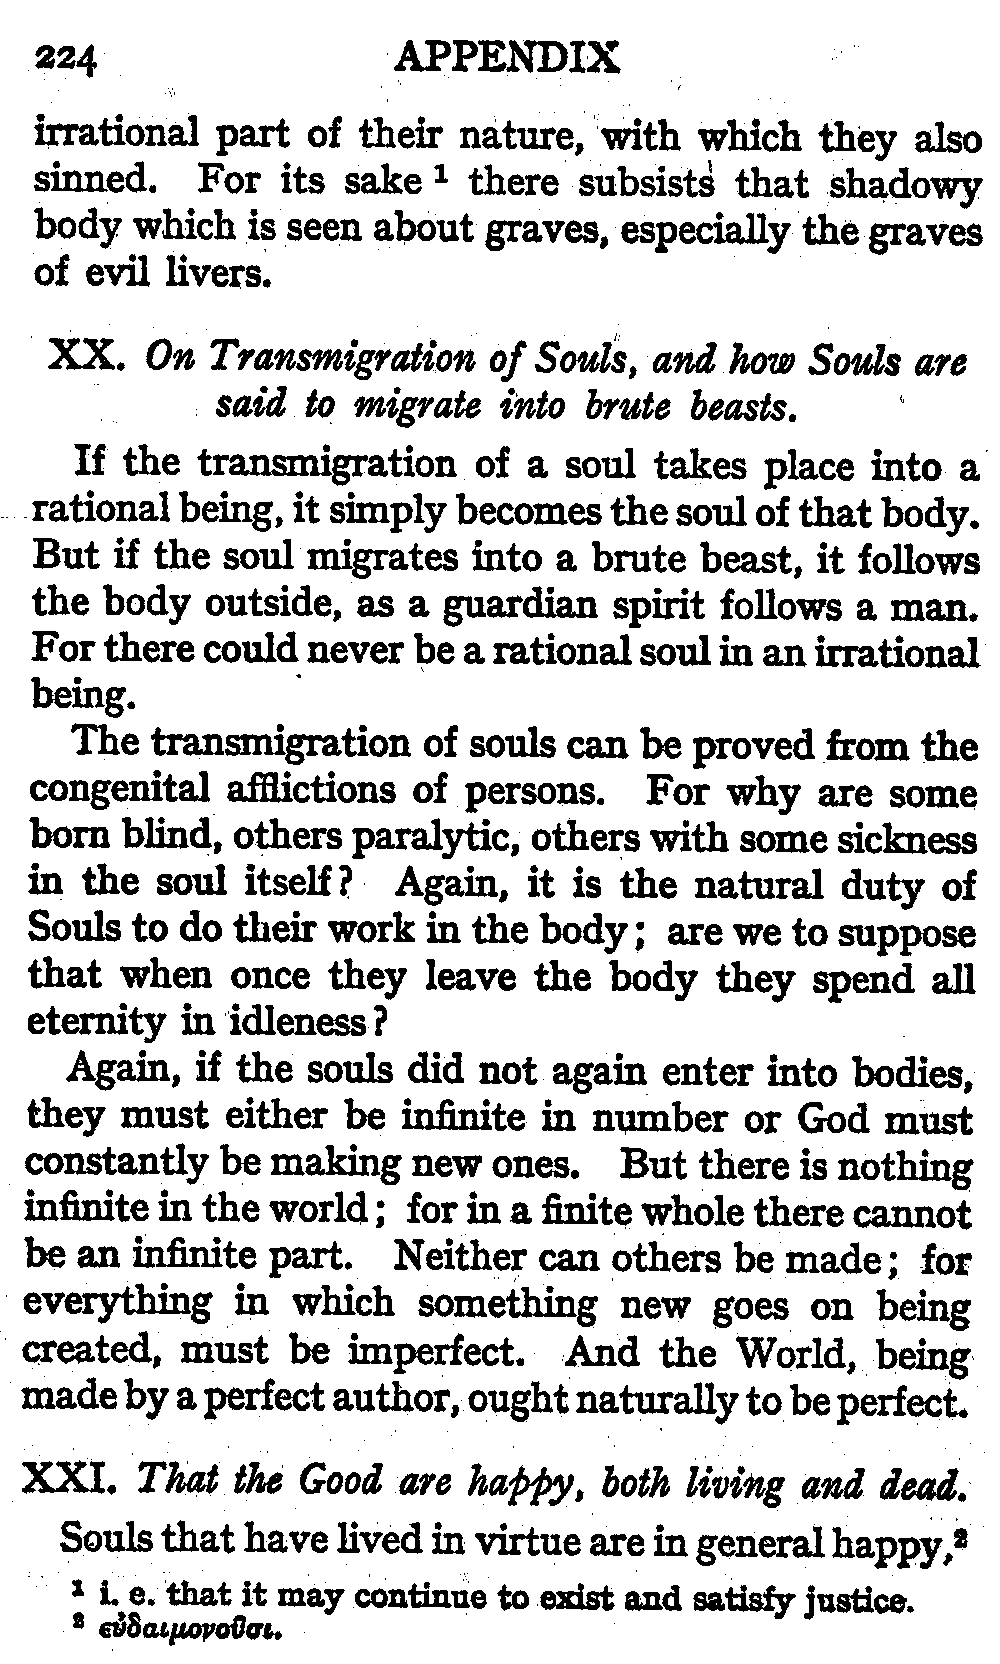 224 APPENDIX
irrational part of their nature, with which they also
sinned. For its sake ¹ there subsists that shadowy
body which is seen about graves, especially the graves
of evil livers.
XX. On Transmigration of Souls, and how Souls are
said to migrate into brute beasts.
If the transmigration of a soul takes place into a
rational being, it simply becomes the soul of that body.
But if the soul migrates into a brute beast, it follows
the body outside, as a guardian spirit follows a man.
For there could never be a rational soul in an irrational
being.
The transmigration of souls can be proved from the
congenital afflictions of persons. For why are some
born blind, others paralytic, others with some sickness
in the soul itself? Again, it is the natural duty of
Souls to do their work in the body; are we to suppose
that when once they leave the body they spend all
eternity in idleness?
Again, if the souls did not again enter into bodies,
they must either be infinite in number or God must
constantly be making new ones. But there is nothing
infinite in the world; for in a finite whole there cannot
be an infinite part. Neither can others be made; for
everything in which something new goes on being
created, must be imperfect. And the World, being
made by a perfect author, ought naturally to be perfect.
XXI. That the Good are happy, both living and dead.
Souls that have lived in virtue are in general happy,²
¹ i. e. that it may continue to exist and satisfy justice.
² εὐδαιμονοῦσι.